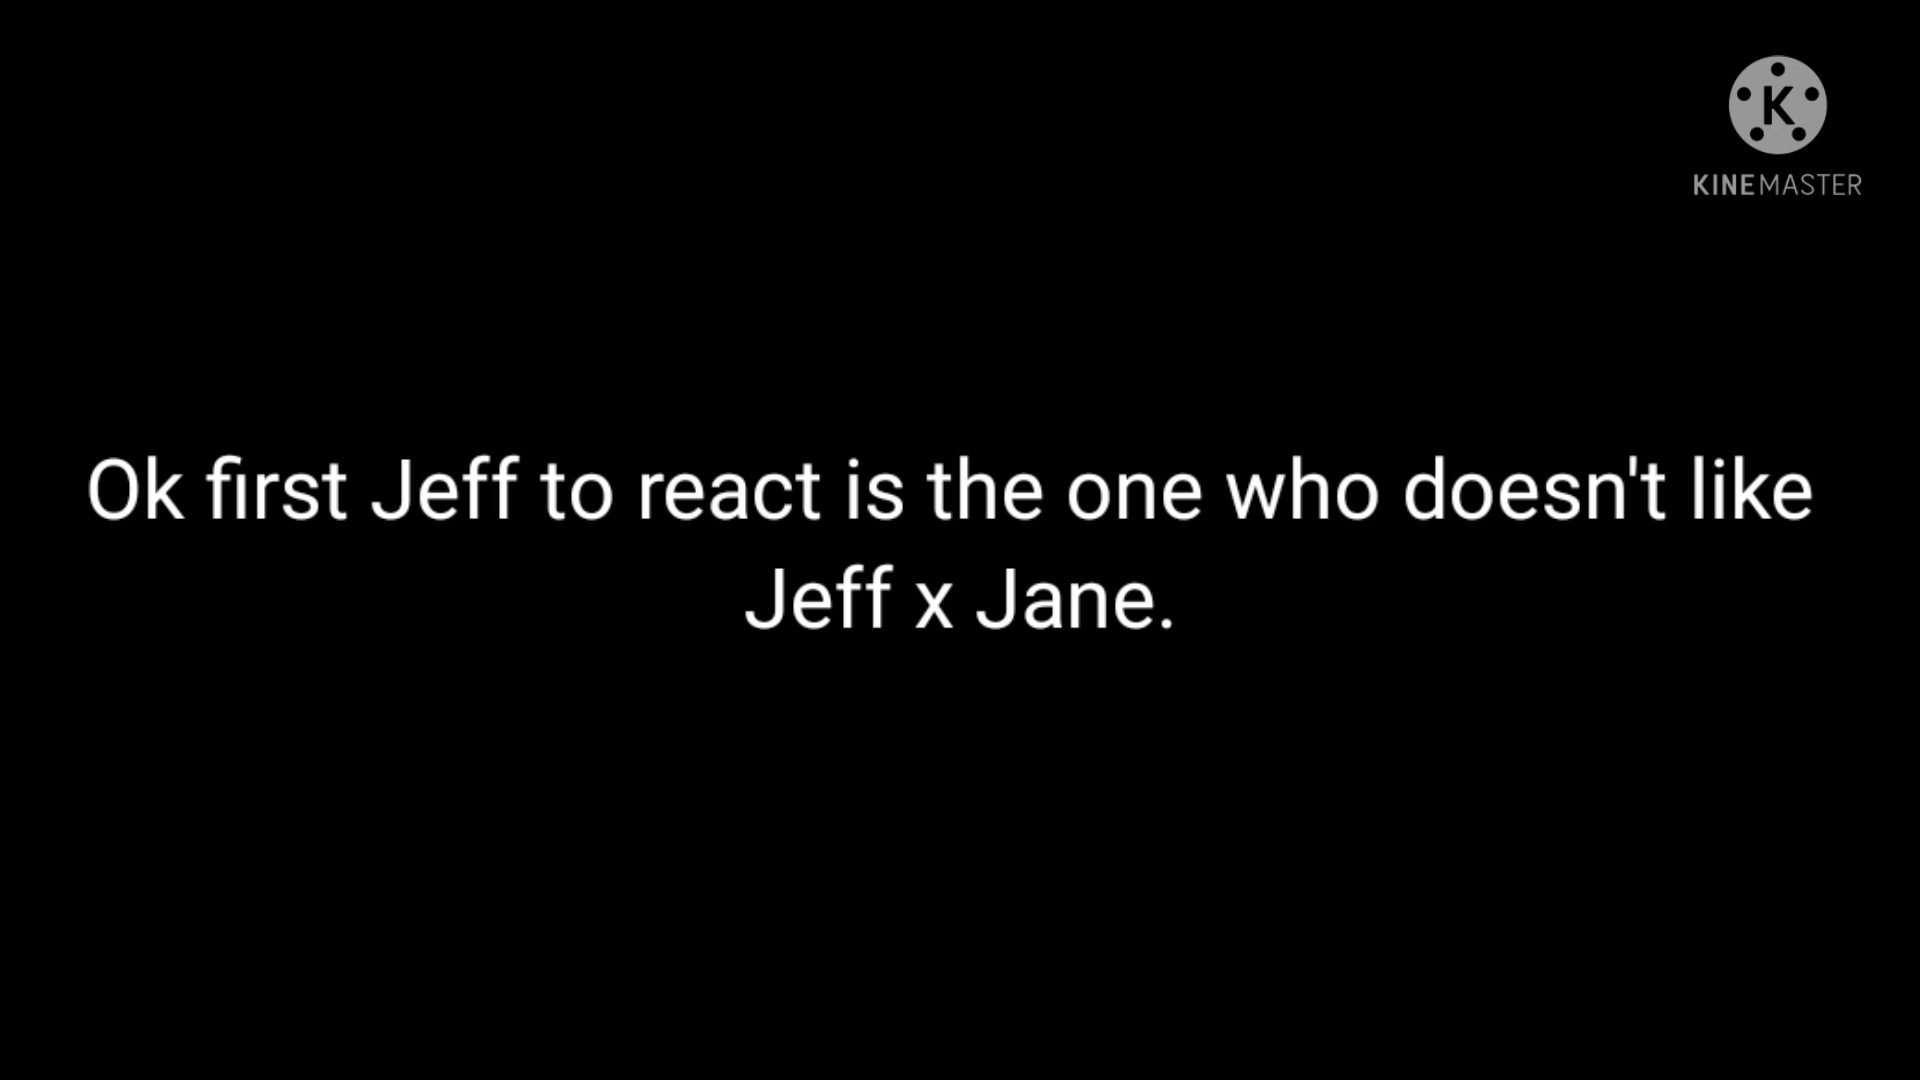 K
KINEMASTER
Ok first Jeff to react is the one who doesn't like
Jeff x Jane.